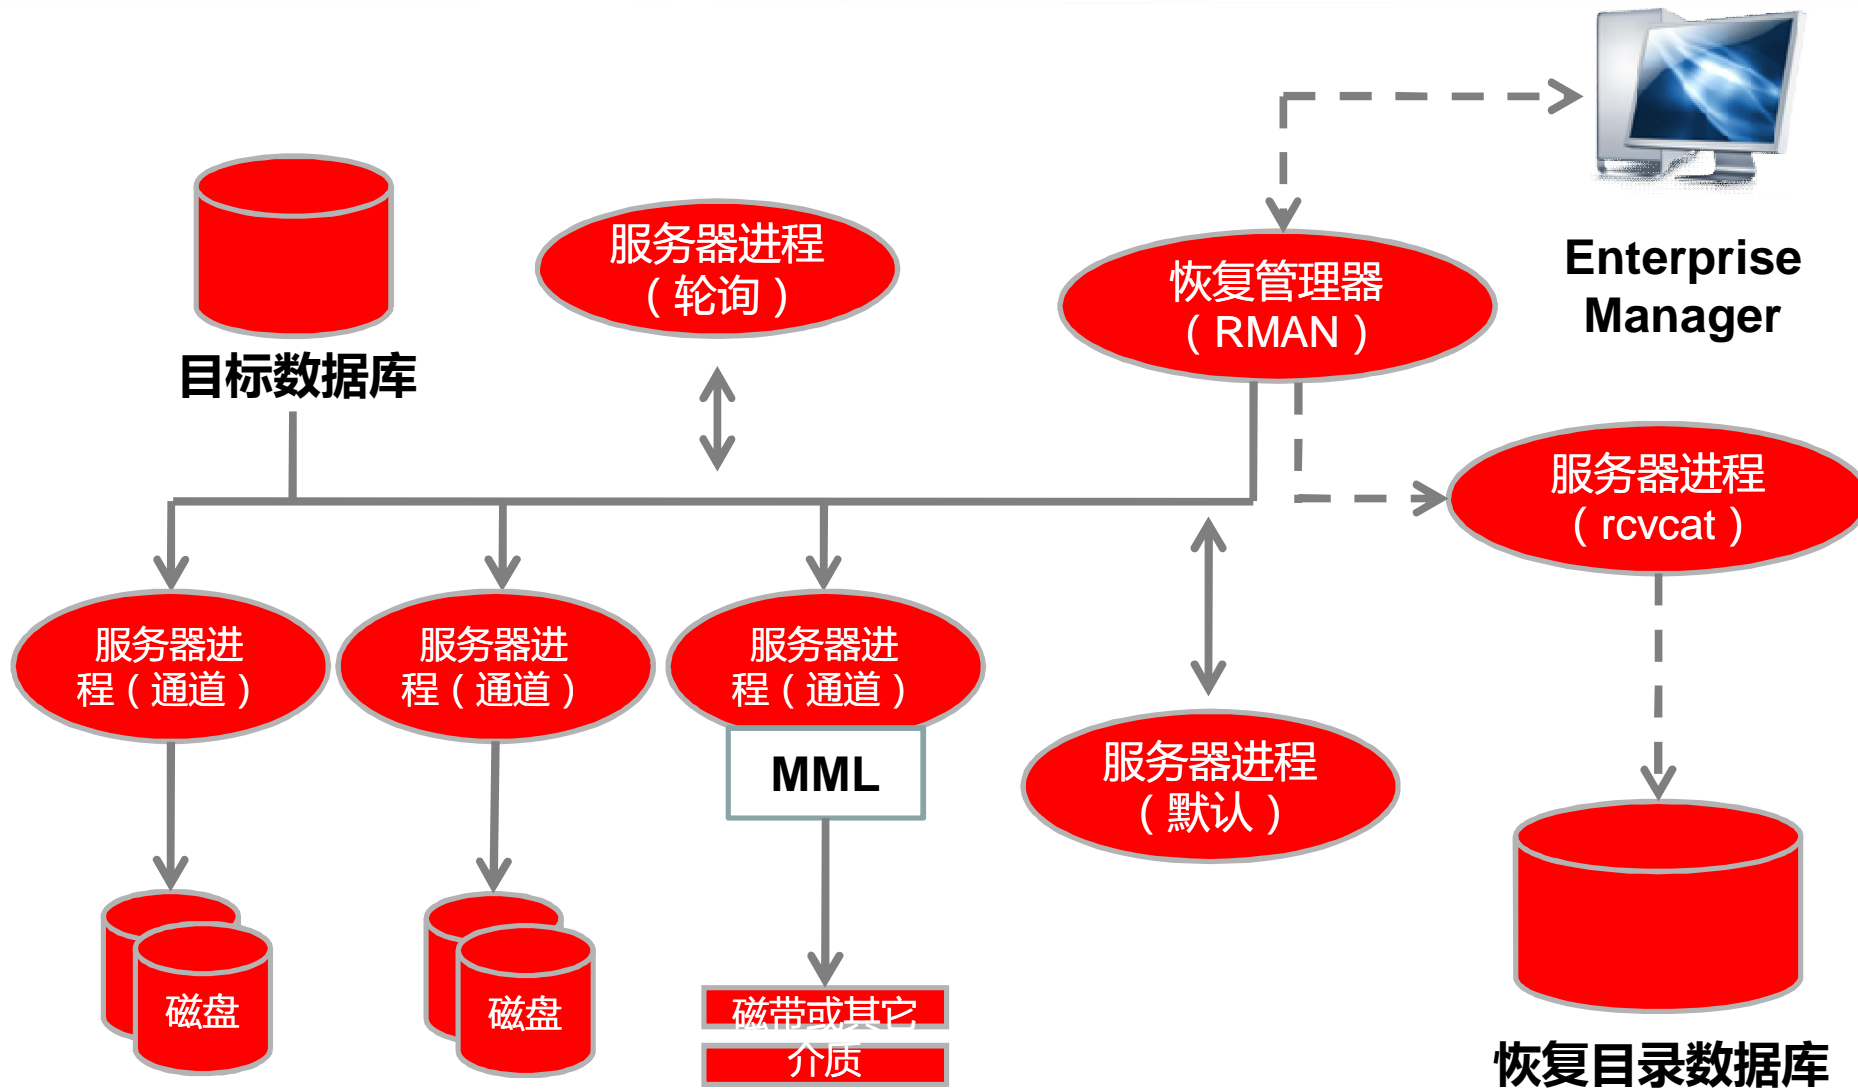 Enterprise
Manager
服务器进程
（轮询）
恢复管理器
（RMAN）
目标数据库
服务器进程
（rcvcat）
服务器进
程（通道）
服务器进
程（通道）
服务器进
程（通道）
MML
服务器进程
（默认）
磁盘
磁盘
磁带或其它
介质
恢复目录数据库